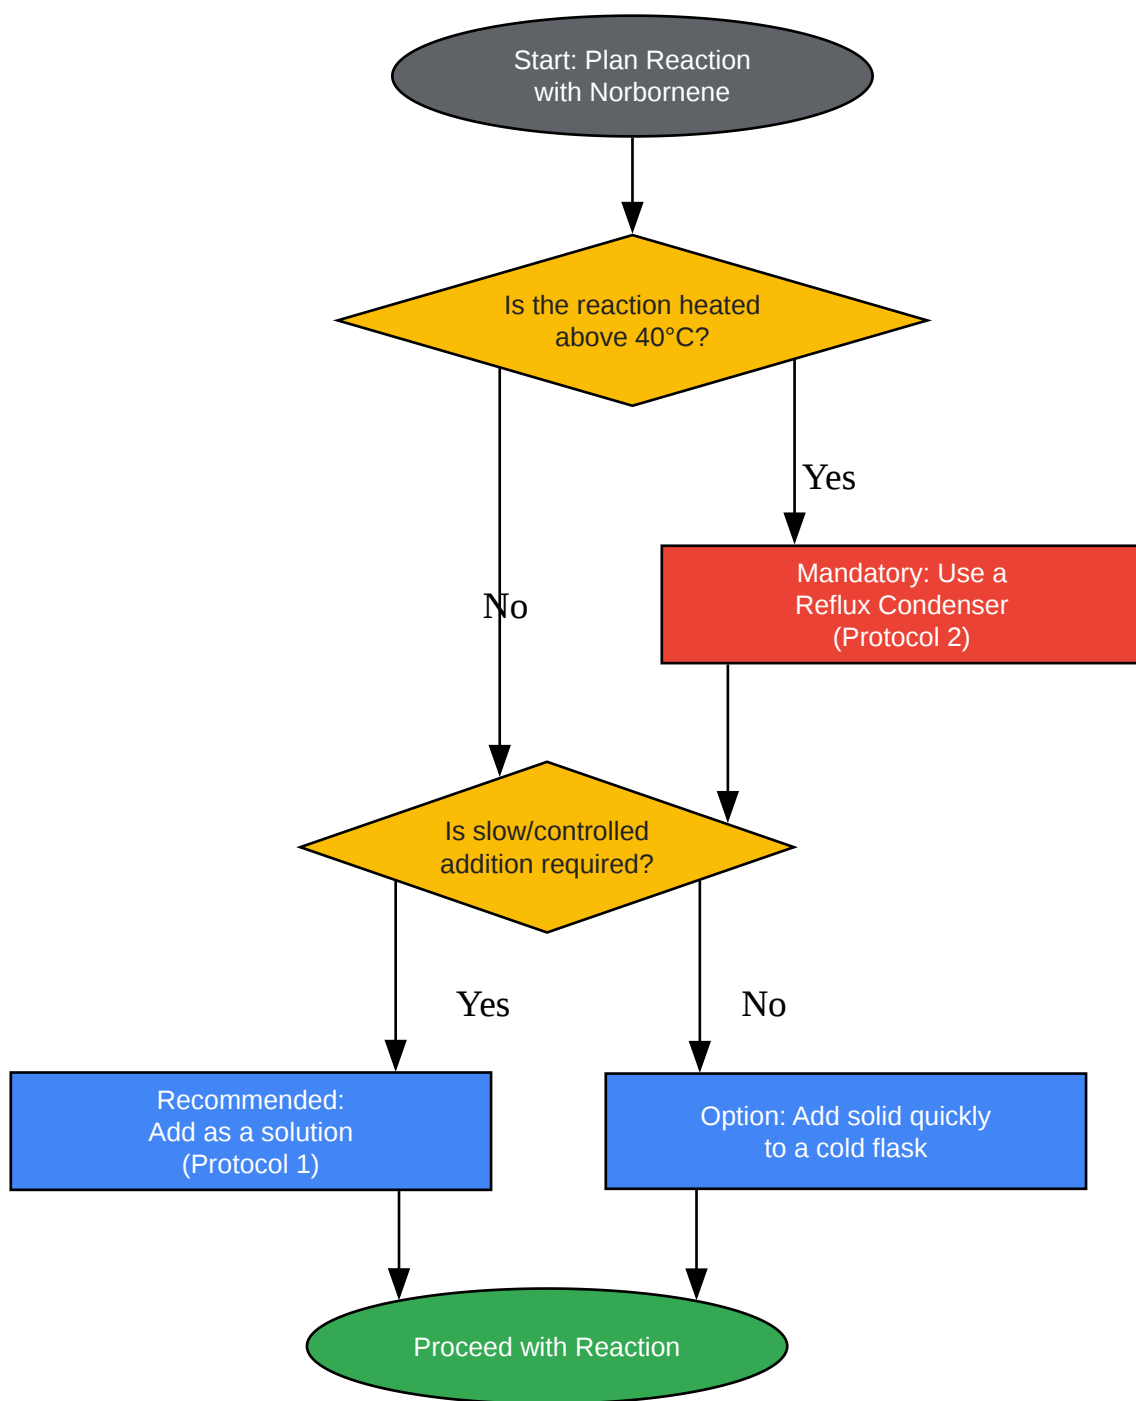 Start: Plan Reaction
with Norbornene
Is the reaction heated
above 40°C?
Yes
Mandatory: Use a
Reflux Condenser
(Protocol 2)
No
Is slow/controlled
addition required?
Yes
No
Recommended:
Add as a solution
(Protocol 1)
Option: Add solid quickly
to a cold flask
Proceed with Reaction